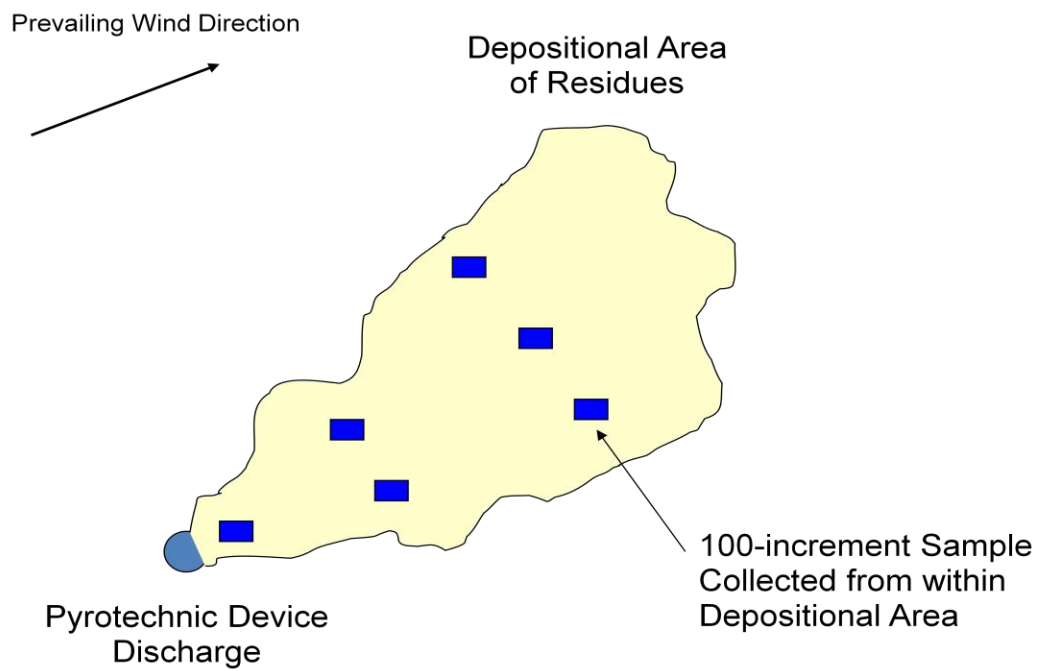 Prevailing Wind Direction
Depositional Area
of Residues
100-increment Sample
Collected from within
Depositional Area
Pyrotechnic Device
Discharge